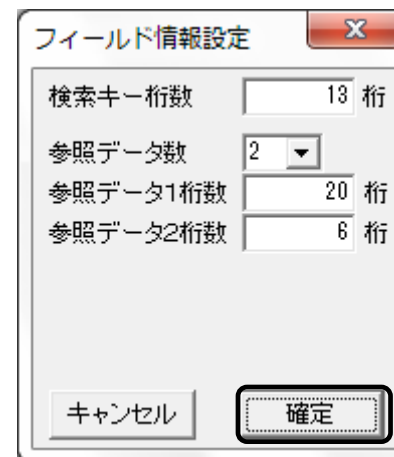 フィールド情報設定
検索キー桁数 13 桁
参照データ数 2
参照データ1桁数 20 桁
参照データ2桁数 6 桁
キャンセル 確定